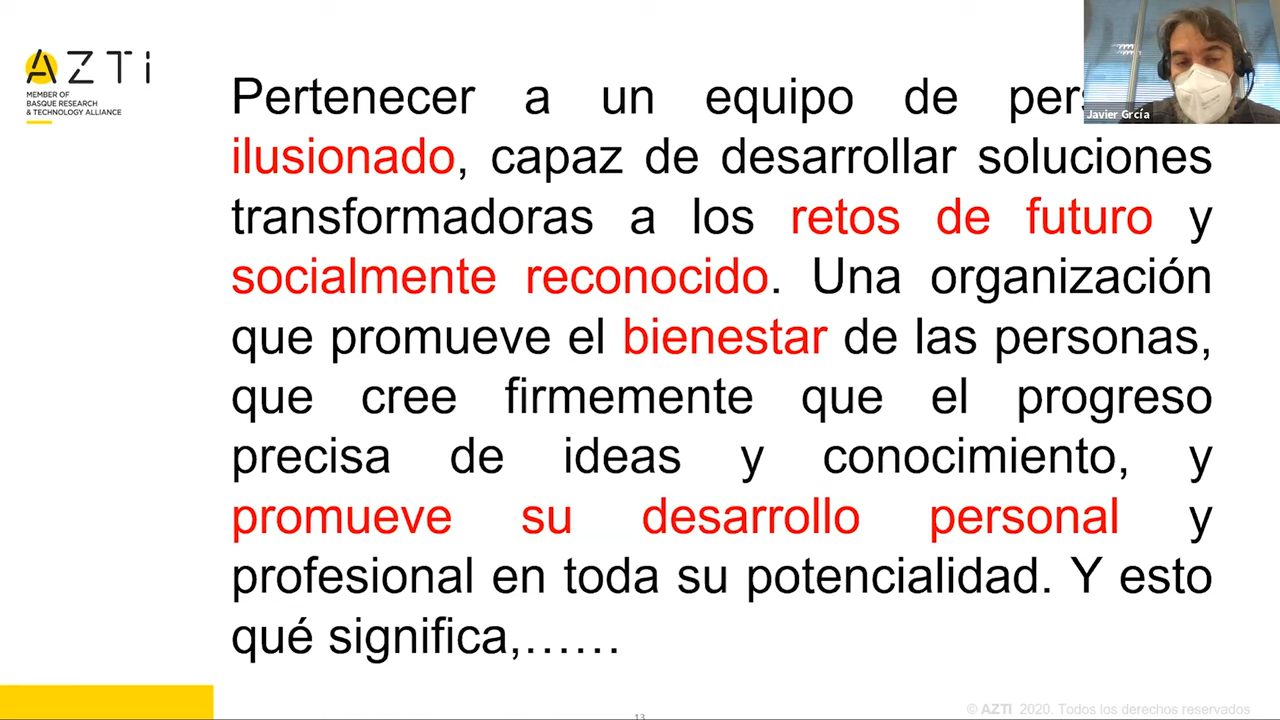 AZTi
MEMBER OF
BASQUE RESEARCH
& TECHNOLOGY ALLIANCE
Pertenecer a un equipo de
ilusionado, capaz de desarrollar soluciones
transformadoras a los retos de futuro y
socialmente reconocido. Una organización
que promueve el bienestar de las personas,
que cree firmemente que el progreso
precisa de ideas y conocimiento, y
promueve su desarrollo personal y
profesional en toda su potencialidad. Y esto
qué significa,......
Javier Grcía
13
© AZTI 2020. Todos los derechos reservados